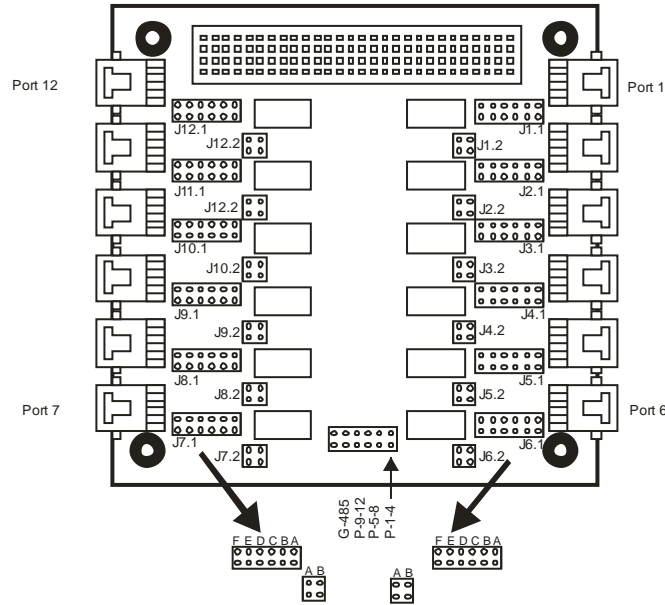 Port 12
Port 1
J12.1
J1.1
J12.2
J1.2
J11.1
J2.1
J12.2
J2.2
J10.1
J3.1
J10.2
J3.2
J9.1
J4.1
J9.2
J4.2
J8.1
J5.1
J8.2
J5.2
Port 7
Port 6
J7.1
J6.1
J7.2
J6.2
G-485
P-9-12
P-5-8
P-1-4
F E D C B A
F E D C B A
A B
A B